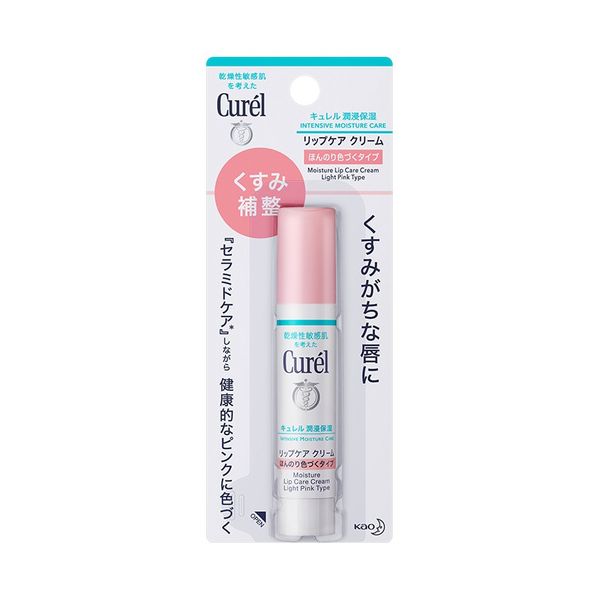 乾燥性敏感肌
を考えた
Curél
キュレル 潤浸保湿
INTENSIVE MOISTURE CARE
リップケア クリーム
ほんのり色づくタイプ
Moisture Lip Care Cream
Light Pink Type
くすみ
補整
くすみがちな唇に
『セラミドケア』*しながら
健康的なピンクに色づく
乾燥性敏感肌
を考えた
Curél
キュレル 潤浸保湿
INTENSIVE MOISTURE CARE
リップケア クリーム
ほんのり色づくタイプ
Moisture
Lip Care Cream
Light Pink Type
OPEN
Kao